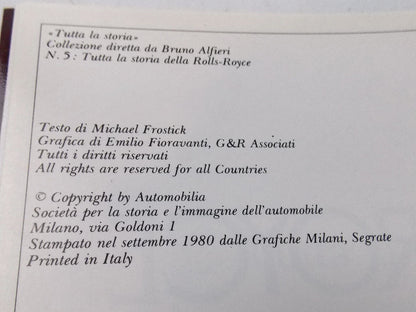 «Tutta la storia»
Collezione diretta da Bruno Alfieri
N. 5: Tutta la storia della Rolls-Royce
Testo di Michael Frostick
Grafica di Emilio Fioravanti, G&R Associati
Tutti i diritti riservati
All rights are reserved for all Countries
© Copyright by Automobilia
Società per la storia e l'immagine dell'automobile
Milano, via Goldoni 1
Stampato nel settembre 1980 dalle Grafiche Milani, Segrate
Printed in Italy